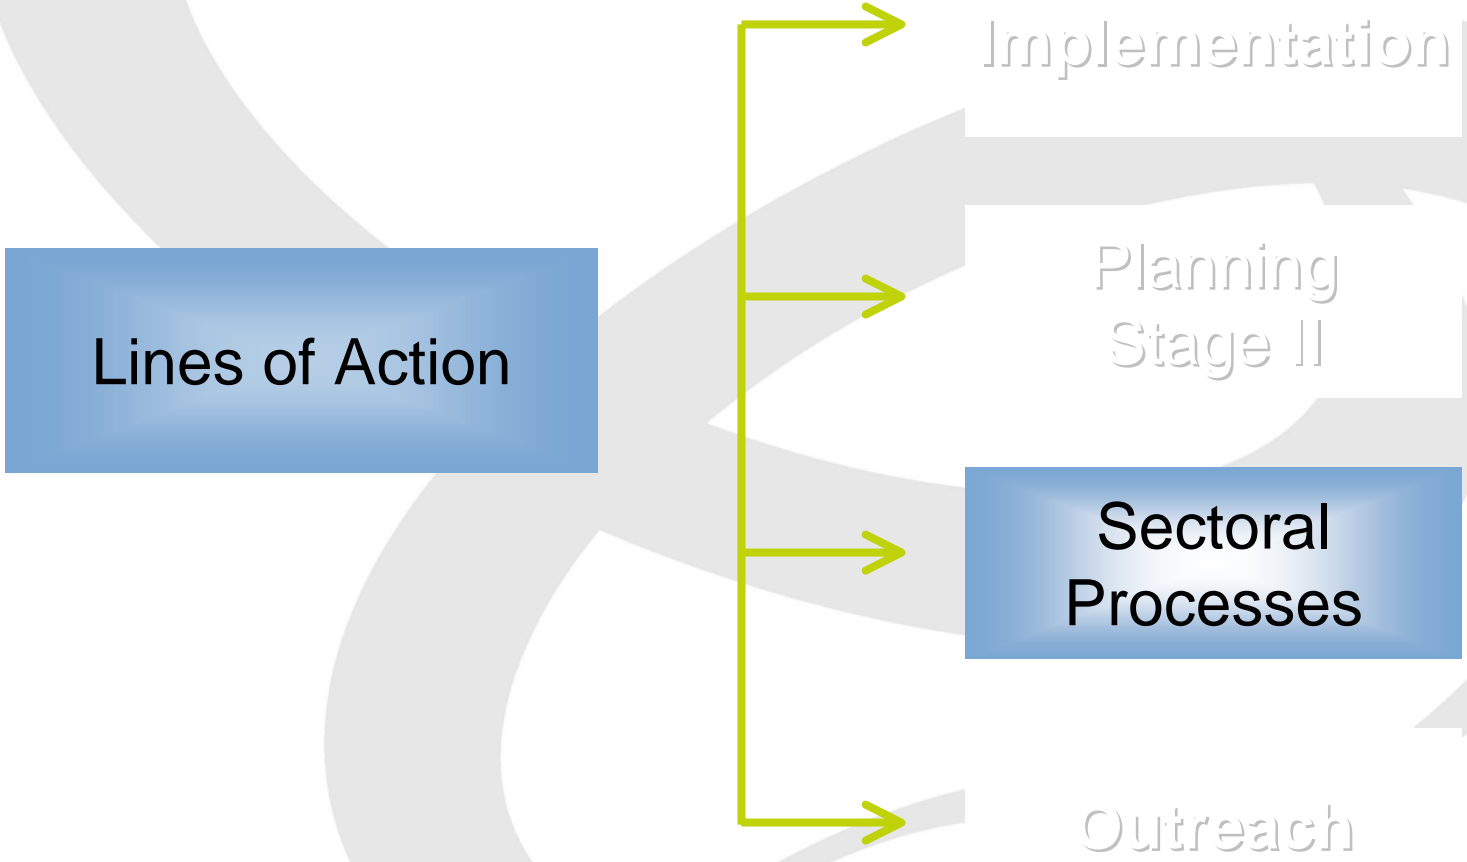 Implementation
Planning
Stage II
Lines of Action
Sectoral
Processes
Outreach